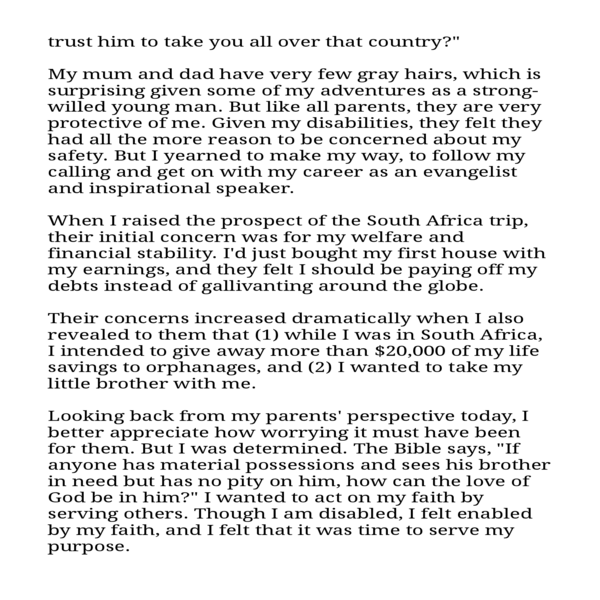 trust him to take you all over that country?"
My mum and dad have very few gray hairs, which is
surprising given some of my adventures as a strong-
willed young man. But like all parents, they are very
protective of me. Given my disabilities, they felt they
had all the more reason to be concerned about my
safety. But I yearned to make my way, to follow my
calling and get on with my career as an evangelist
and inspirational speaker.
When I raised the prospect of the South Africa trip,
their initial concern was for my welfare and
financial stability. I'd just bought my first house with
my earnings, and they felt I should be paying off my
debts instead of gallivanting around the globe.
Their concerns increased dramatically when I also
revealed to them that (1) while I was in South Africa,
I intended to give away more than $20,000 of my life
savings to orphanages, and (2) I wanted to take my
little brother with me.
Looking back from my parents' perspective today, I
better appreciate how worrying it must have been
for them. But I was determined. The Bible says, "If
anyone has material possessions and sees his brother
in need but has no pity on him, how can the love of
God be in him?" I wanted to act on my faith by
serving others. Though I am disabled, I felt enabled
by my faith, and I felt that it was time to serve my
purpose.